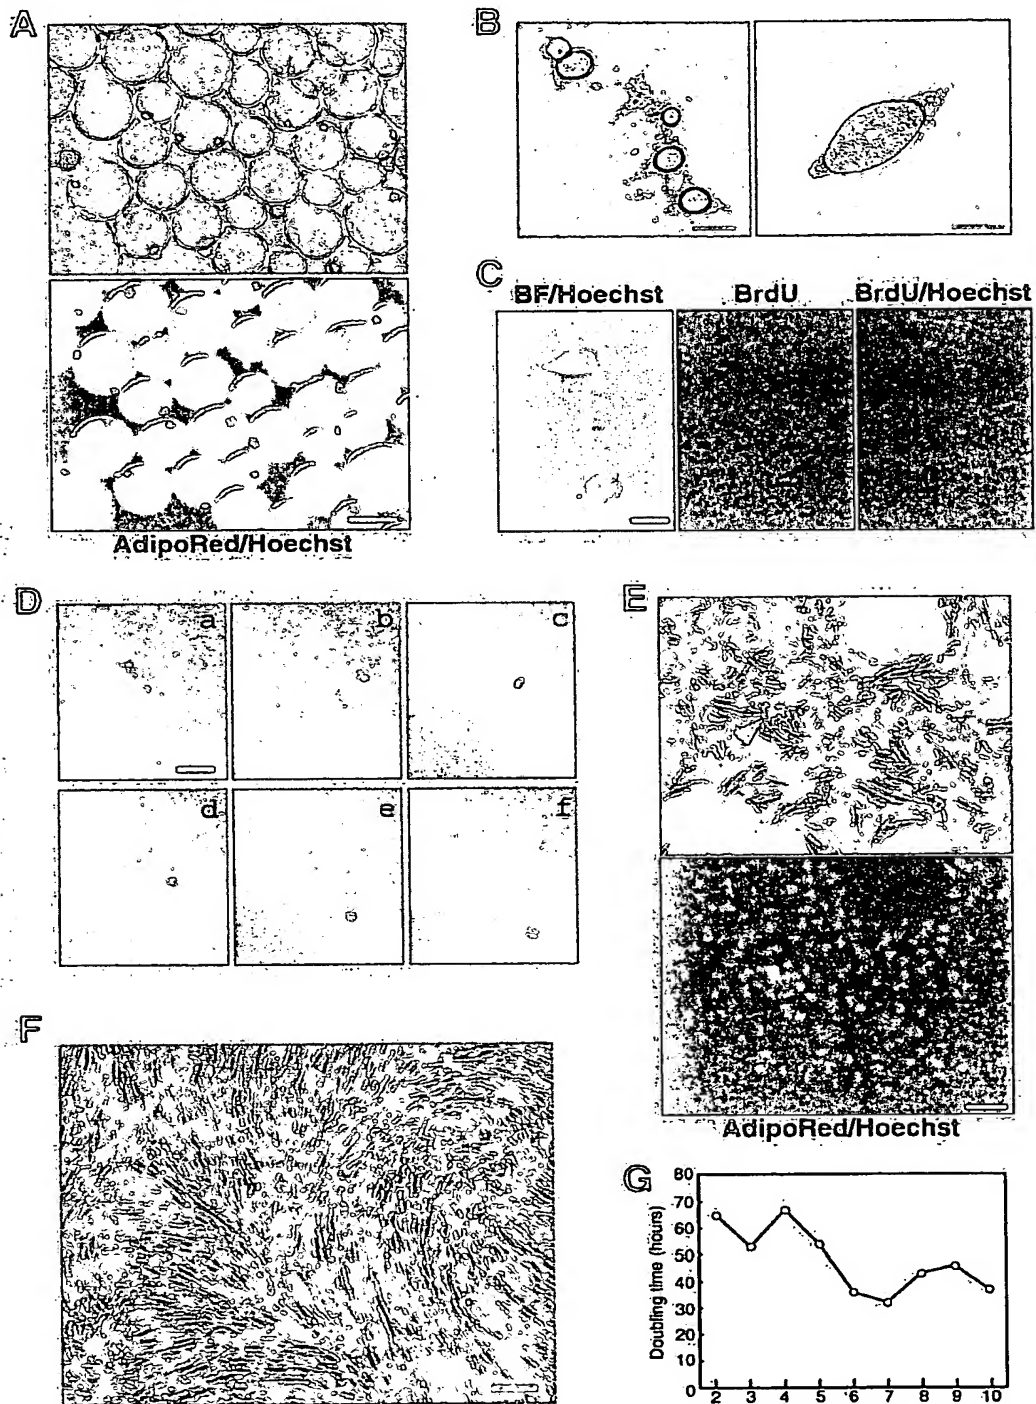 A
AdipoRed/Hoechst
B
C
BF/Hoechst BrdU BrdU/Hoechst
D
a b c
d e f
E
AdipoRed/Hoechst
F
G
Doubling time (hours)
80
70
60
50
40
30
20
10
0
2 3 4 5 6 7 8 9 10